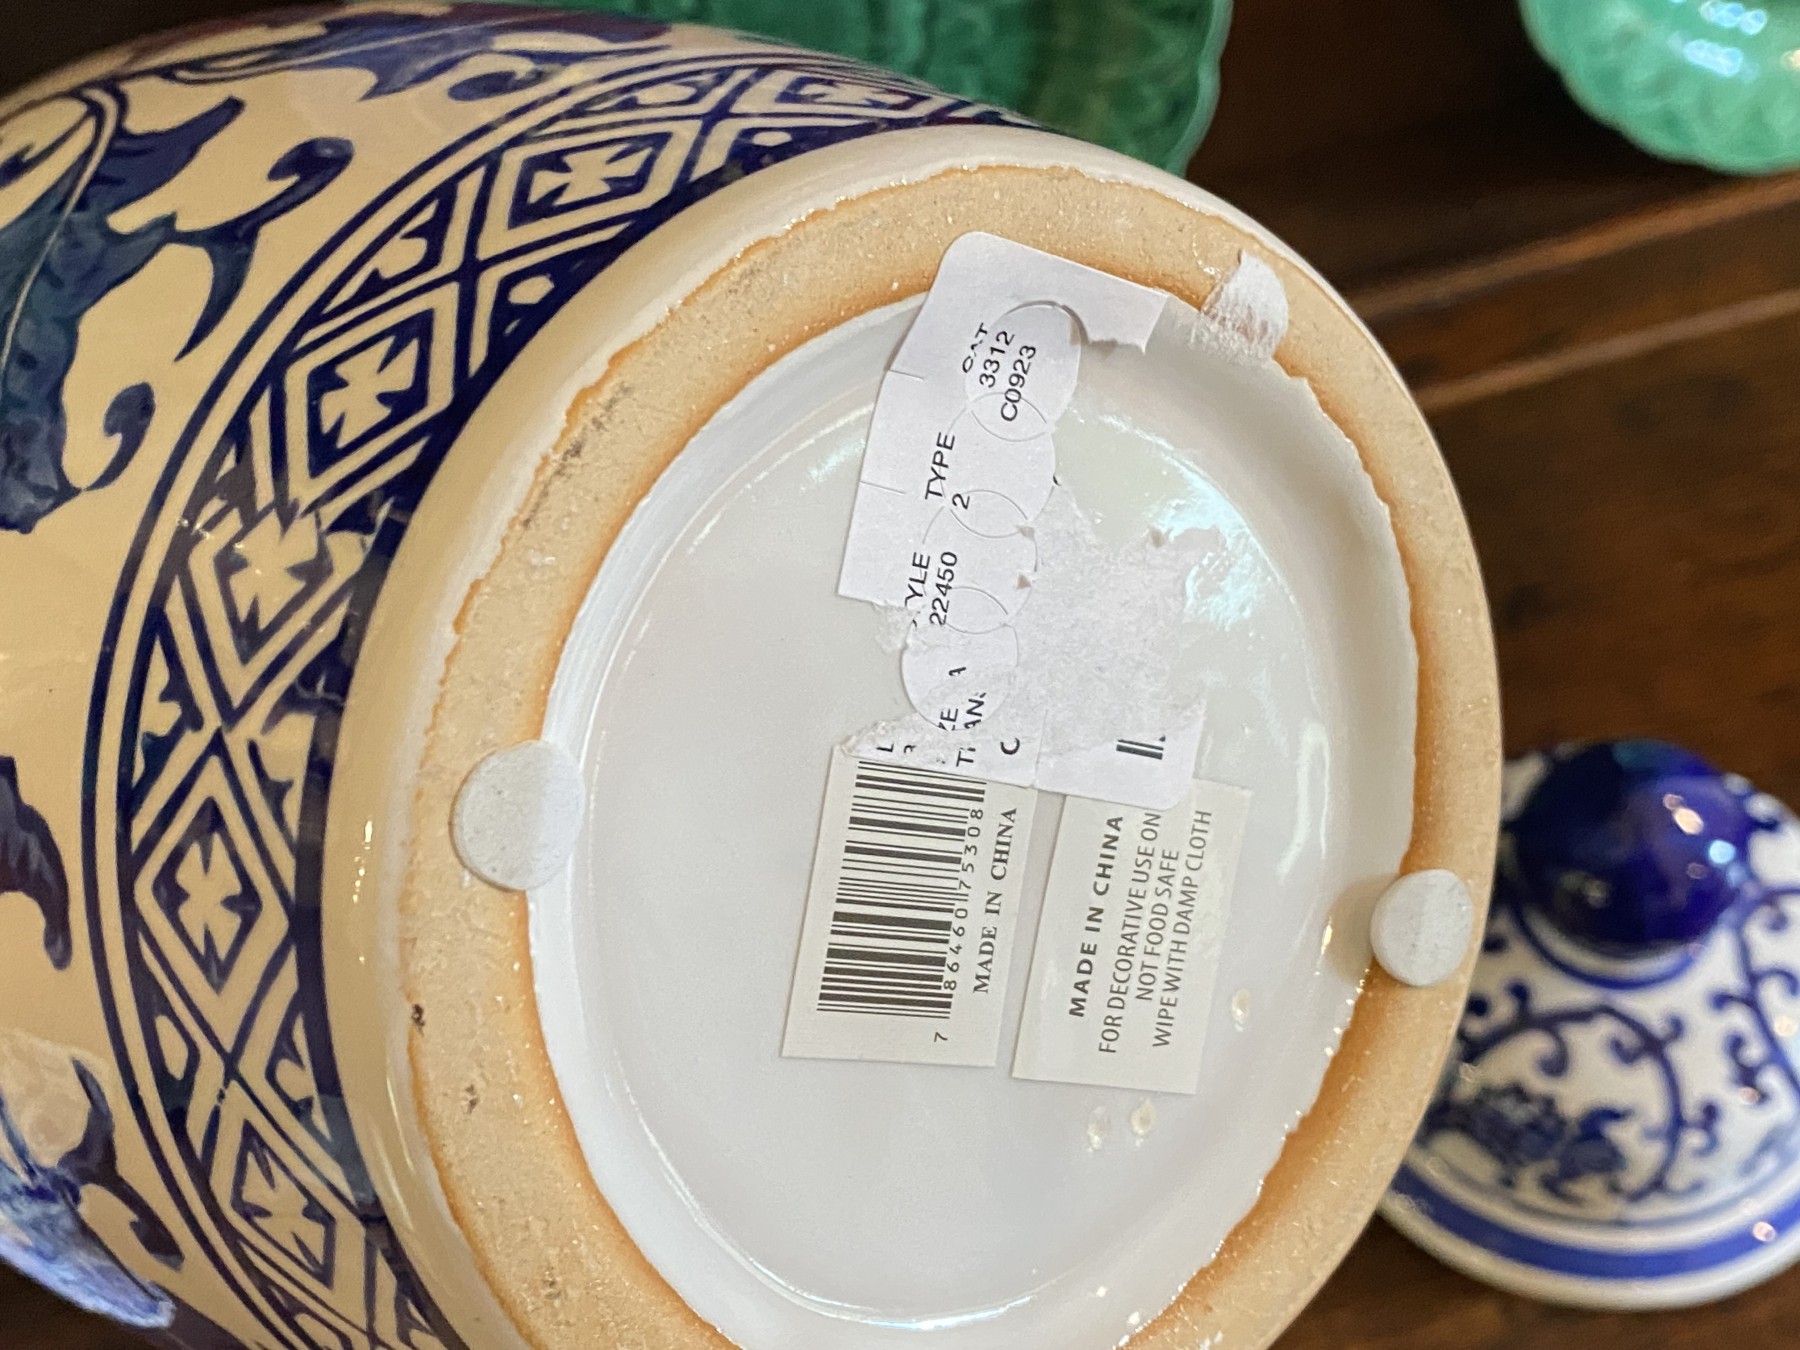 CAT
3312
C0923
TYPE
2
22450
7 86460 75308
MADE IN CHINA
MADE IN CHINA
FOR DECORATIVE USE ON
NOT FOOD SAFE
WIPE WITH DAMP CLOTH